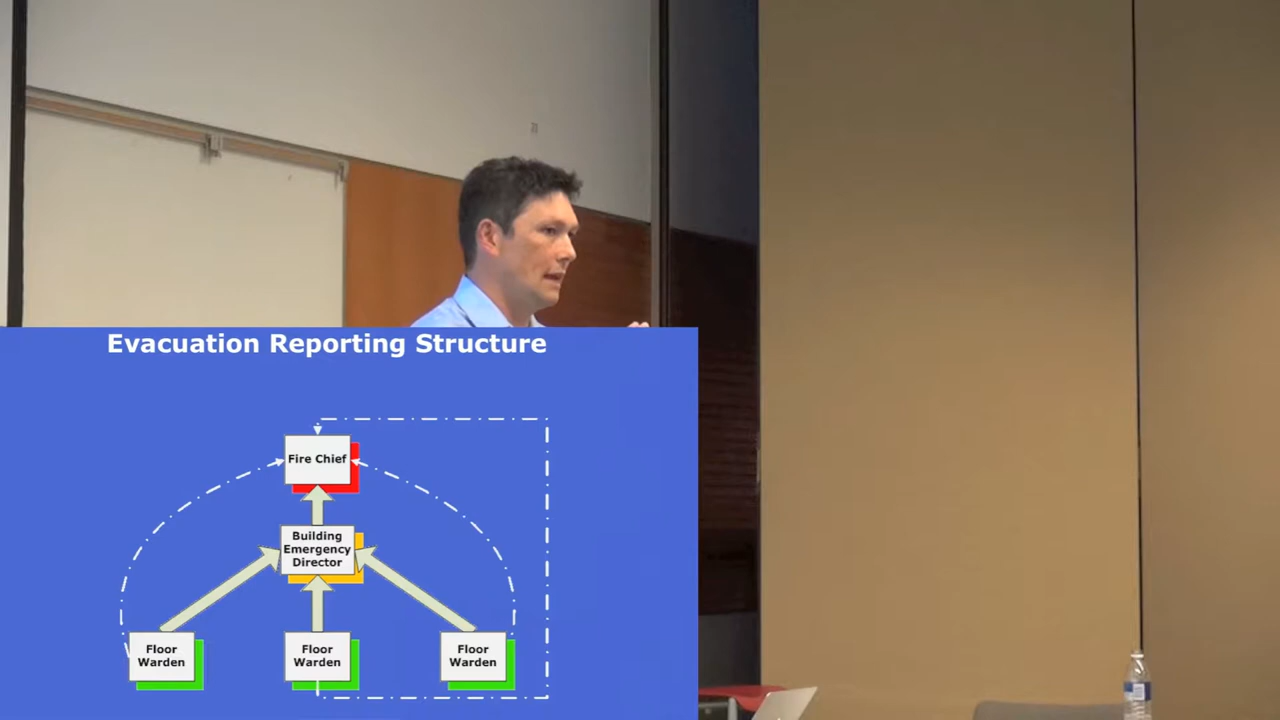 Evacuation Reporting Structure
Fire Chief
Building
Emergency
Director
Floor
Warden
Floor
Warden
Floor
Warden